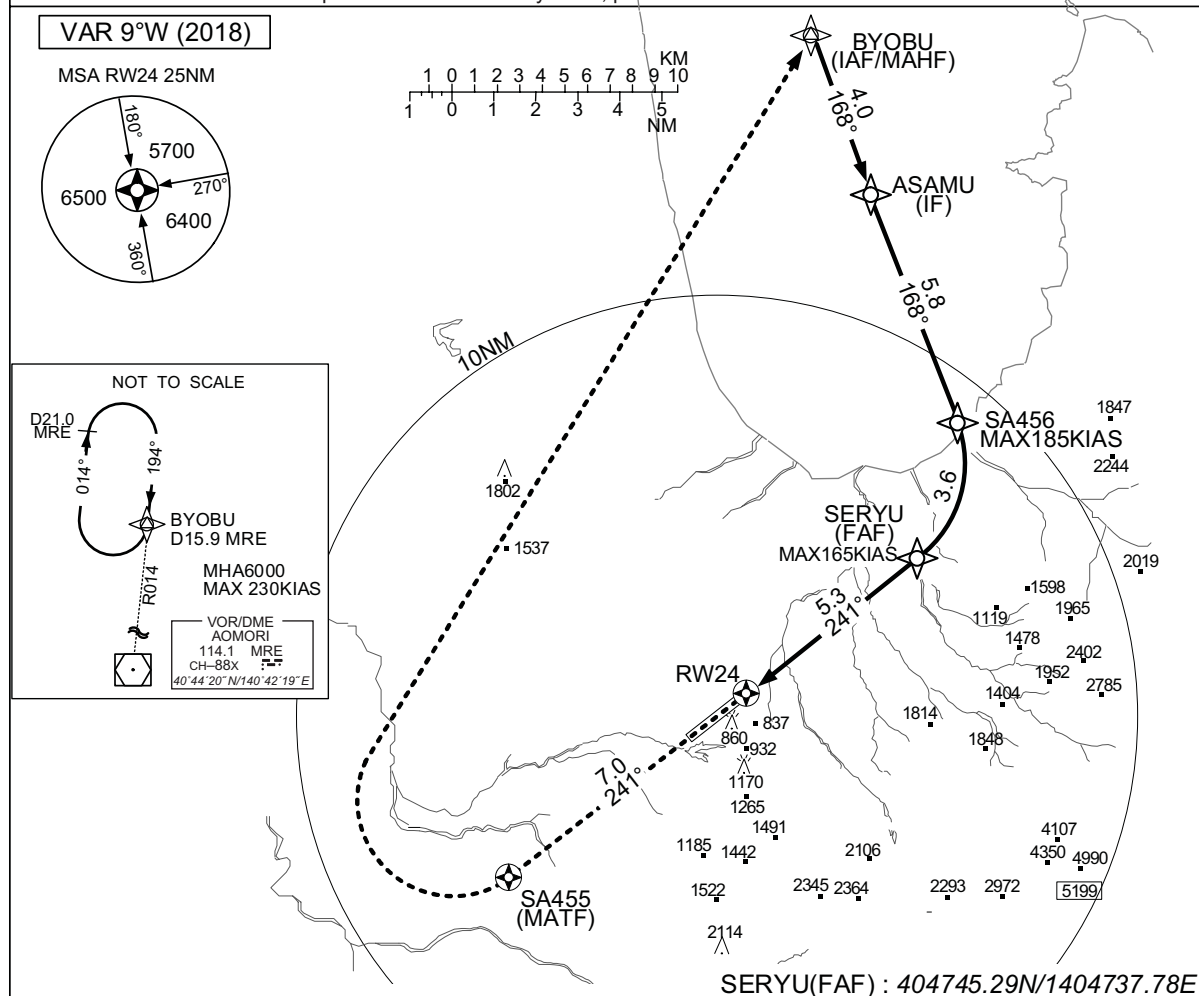 VAR 9°W (2018)
MSA RW24 25NM
180°
5700
270°
6500
6400
360°
KM
1 0 1 2 3 4 5 6 7 8 9 10
1 0 1 2 3 4 5
NM
BYOBU
(IAF/MAHF)
4.0
168°
ASAMU
(IF)
5.8
168°
10NM
SA456
MAX185KIAS
1847
2244
3.6
SERYU
(FAF)
MAX165KIAS
1802
1537
2019
1598
1119
1965
1478
2402
1952
2785
1404
1814
1848
5.3
241°
RW24
837
860
932
1170
1265
7.0
241°
1491
1185
1442
2106
4107
4350
4990
1522
2345
2364
2293
2972
5199
2114
SA455
(MATF)
NOT TO SCALE
D21.0
MRE
014°
194°
BYOBU
D15.9 MRE
R014
MHA6000
MAX 230KIAS
VOR/DME
AOMORI
114.1 MRE
CH–88X
40°44′20″N/140°42′19″E
SERYU(FAF) : 404745.29N/1404737.78E